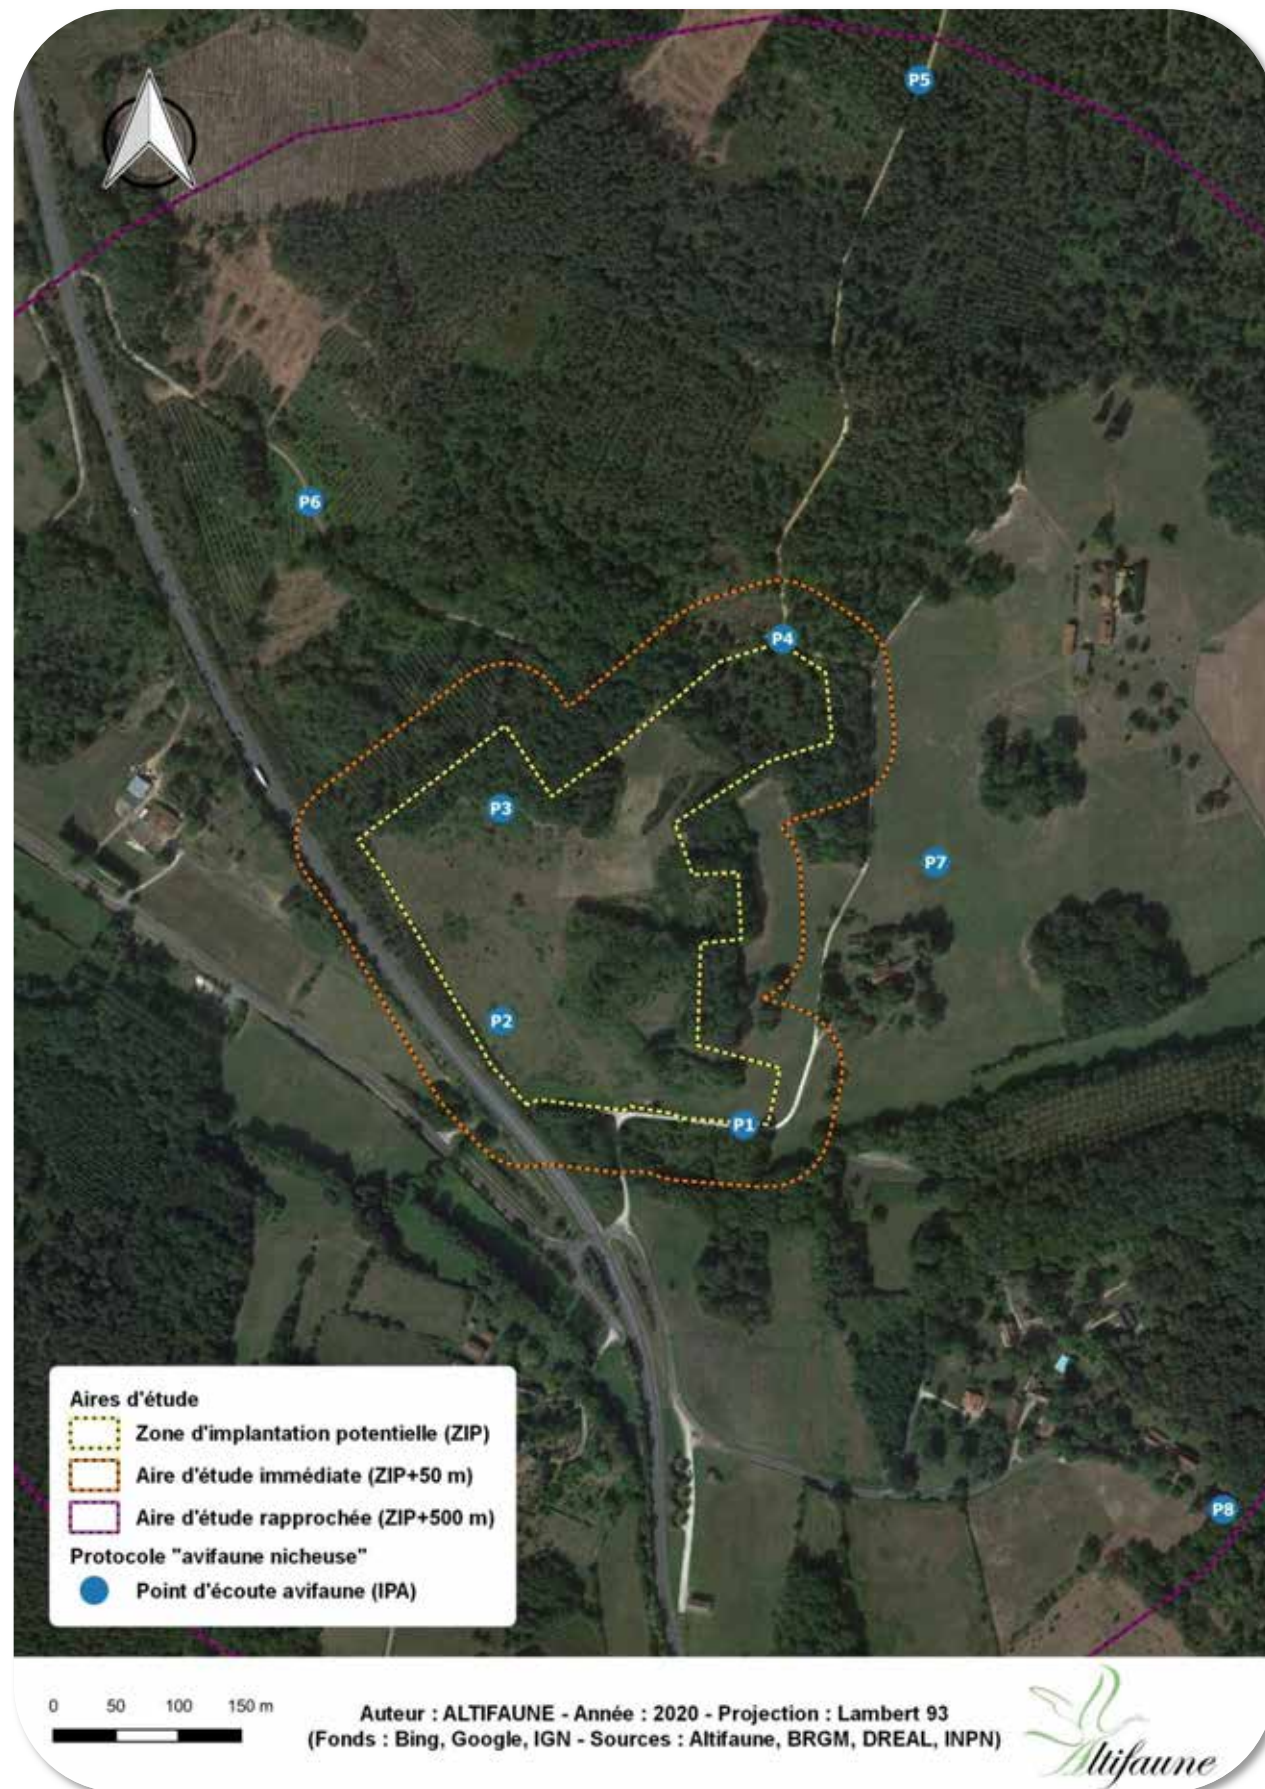 P5
P6
P4
P3
P7
P2
P1
P8
Aires d'étude
Zone d'implantation potentielle (ZIP)
Aire d'étude immédiate (ZIP+50 m)
Aire d'étude rapprochée (ZIP+500 m)
Protocole "avifaune nicheuse"
Point d'écoute avifaune (IPA)
0 50 100 150 m
Auteur : ALTIFAUNE - Année : 2020 - Projection : Lambert 93
(Fonds : Bing, Google, IGN - Sources : Altifaune, BRGM, DREAL, INPN)
Altifaune